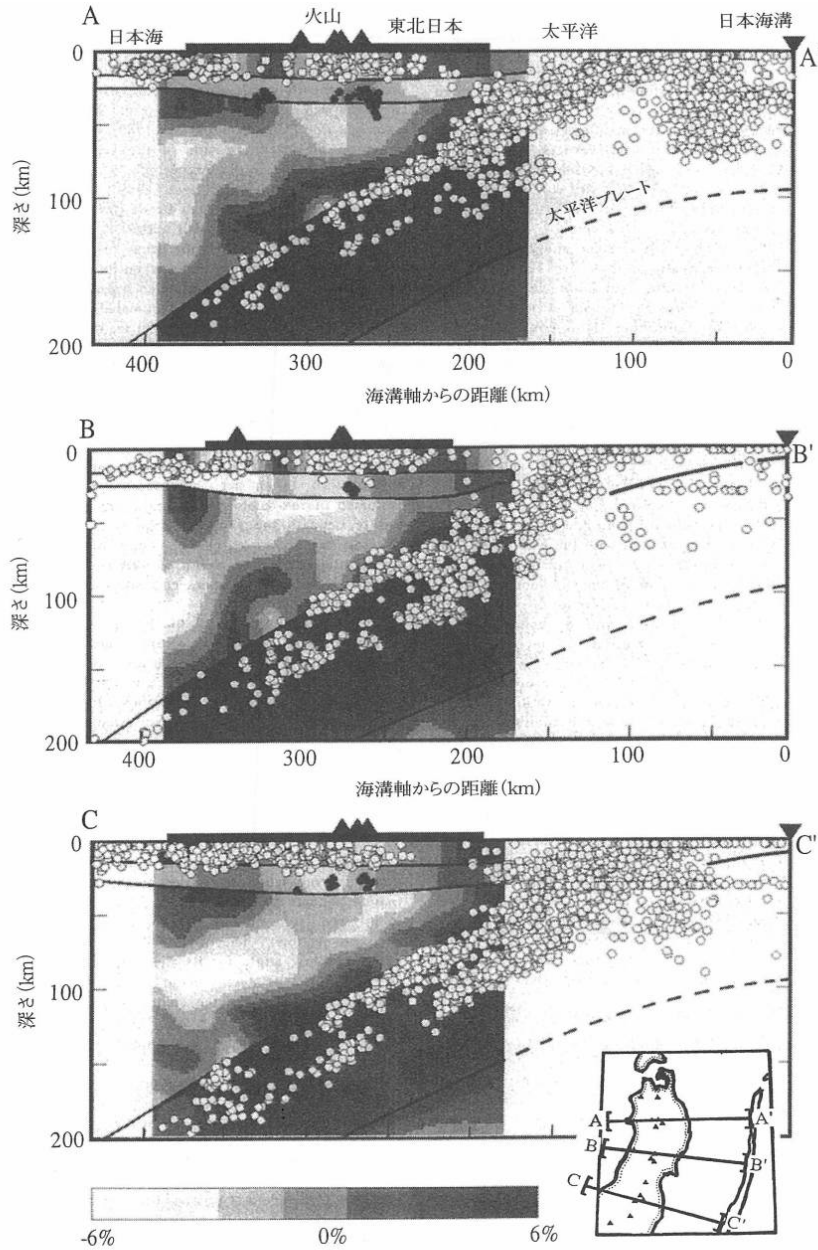 A
火山
日本海
東北日本
太平洋
日本海溝
A
0
100
200
深さ(km)
太平洋プレート
400
300
200
100
0
海溝軸からの距離(km)
B
B'
0
100
200
深さ(km)
400
300
200
100
0
海溝軸からの距離(km)
C
C'
0
100
200
深さ(km)
A
A'
B
B'
C
C'
-6%
0%
6%